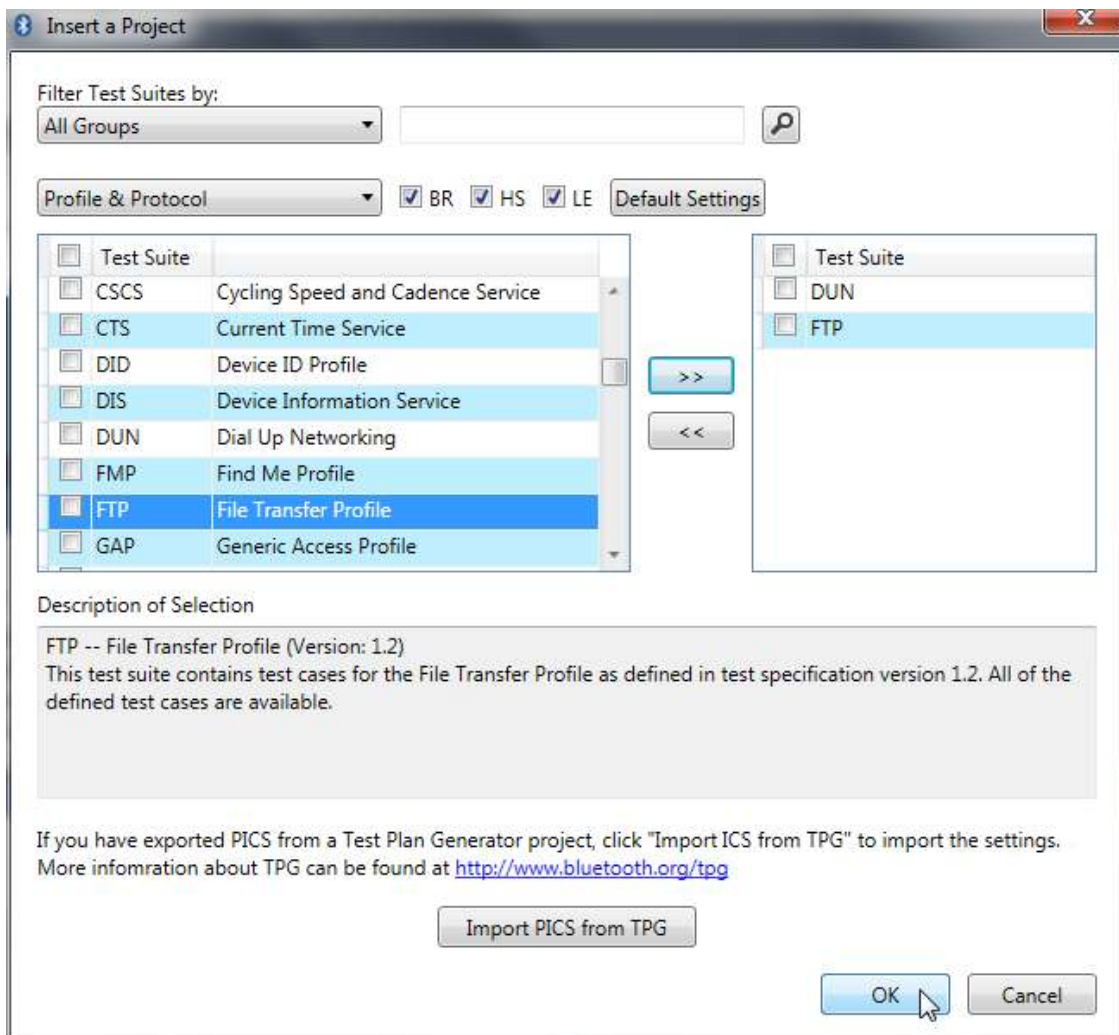 Insert a Project
Filter Test Suites by:
All Groups
Profile & Protocol BR HS LE Default Settings
Test Suite
CSCS Cycling Speed and Cadence Service
CTS Current Time Service
DID Device ID Profile
DIS Device Information Service
DUN Dial Up Networking
FMP Find Me Profile
FTP File Transfer Profile
GAP Generic Access Profile
>>
<<
Test Suite
DUN
FTP
Description of Selection
FTP -- File Transfer Profile (Version: 1.2)
This test suite contains test cases for the File Transfer Profile as defined in test specification version 1.2. All of the
defined test cases are available.
If you have exported PICS from a Test Plan Generator project, click "Import ICS from TPG" to import the settings.
More infomration about TPG can be found at http://www.bluetooth.org/tpg
Import PICS from TPG
OK Cancel